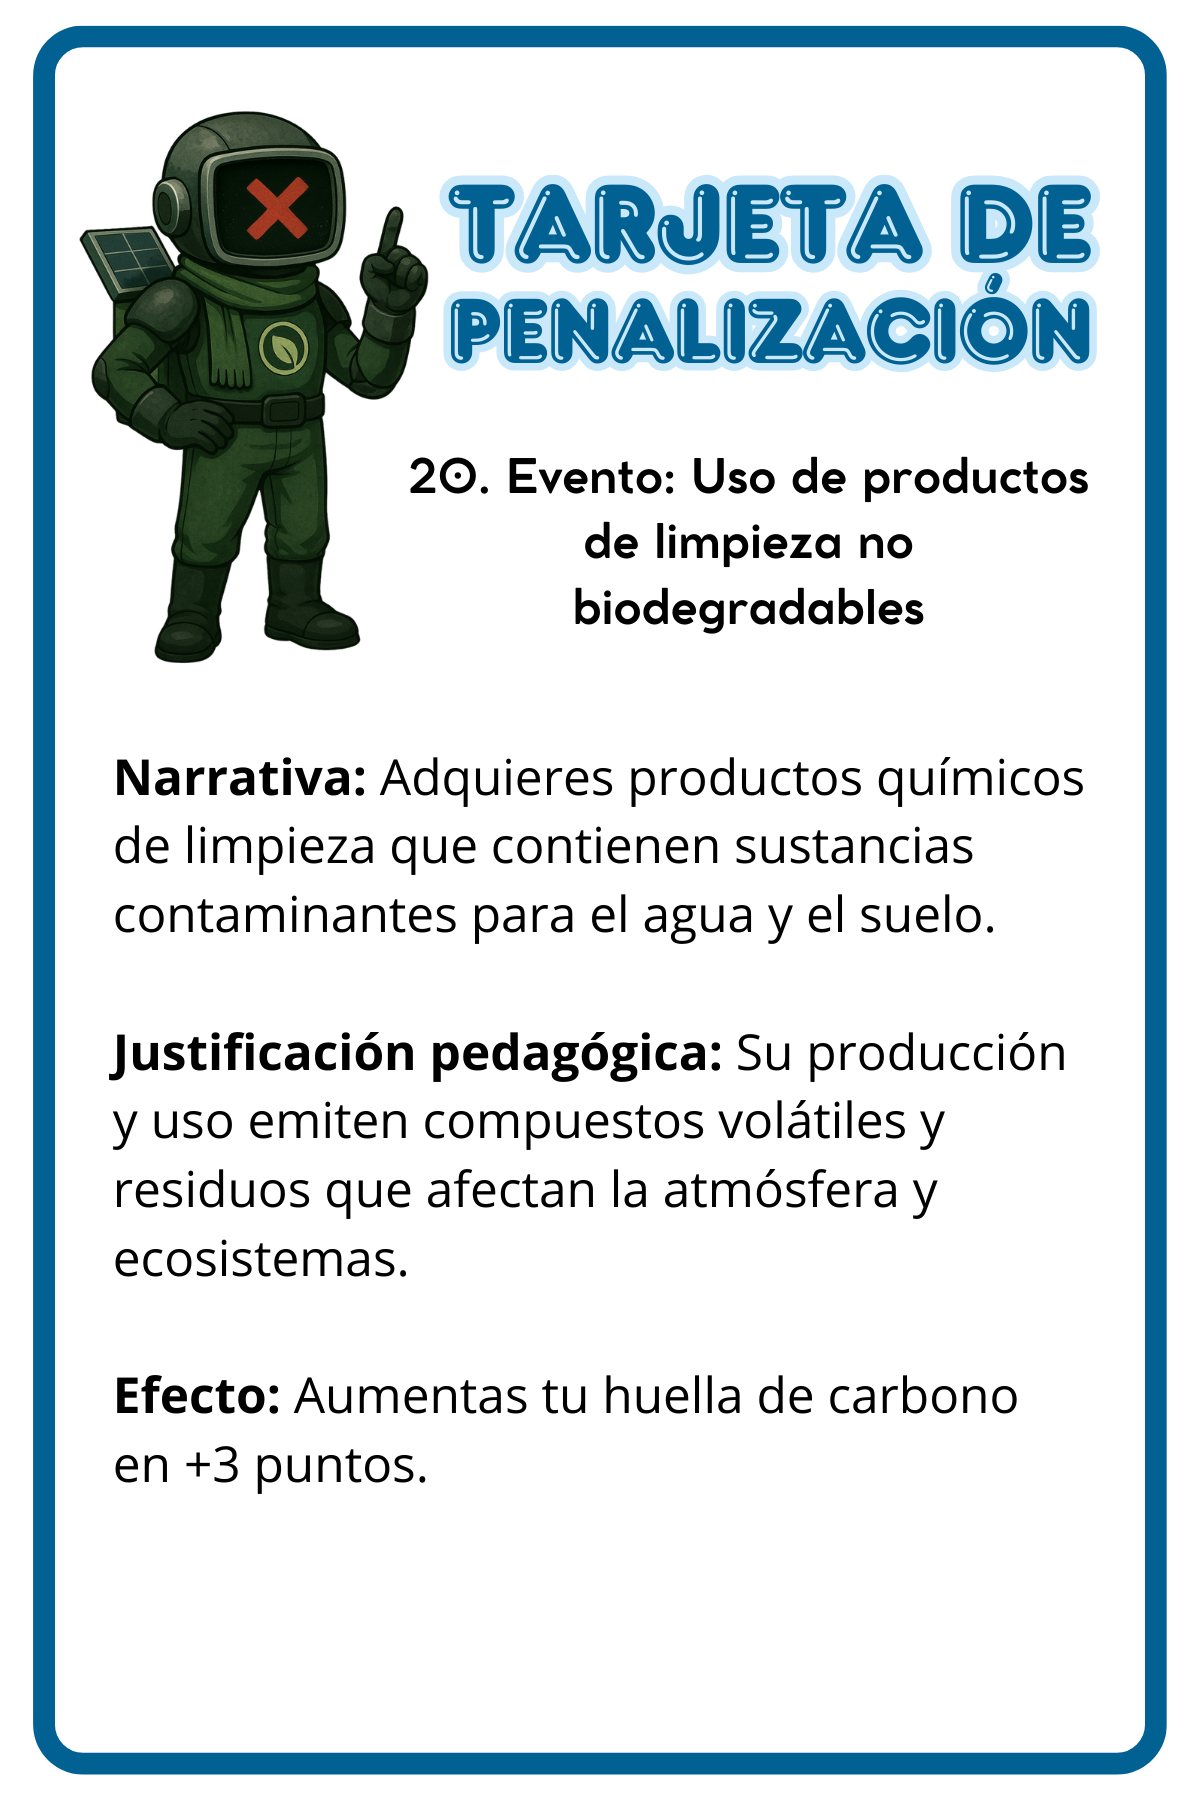 TARJETA DE
PENALIZACIÓN
20. Evento: Uso de productos
de limpieza no
biodegradables
Narrativa: Adquieres productos químicos
de limpieza que contienen sustancias
contaminantes para el agua y el suelo.
Justificación pedagógica: Su producción
y uso emiten compuestos volátiles y
residuos que afectan la atmósfera y
ecosistemas.
Efecto: Aumentas tu huella de carbono
en +3 puntos.